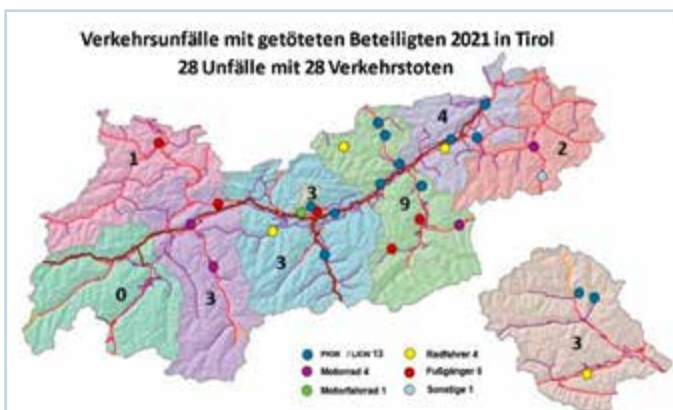 Verkehrsunfälle mit getöteten Beteiligten 2021 in Tirol
28 Unfälle mit 28 Verkehrstoten
4
1
2
3
9
3
0
3
3
PKW / LKW 13
Motorrad 4
Motorfahrrad 1
Radfahrer 4
Fußgänger 5
Sonstige 1